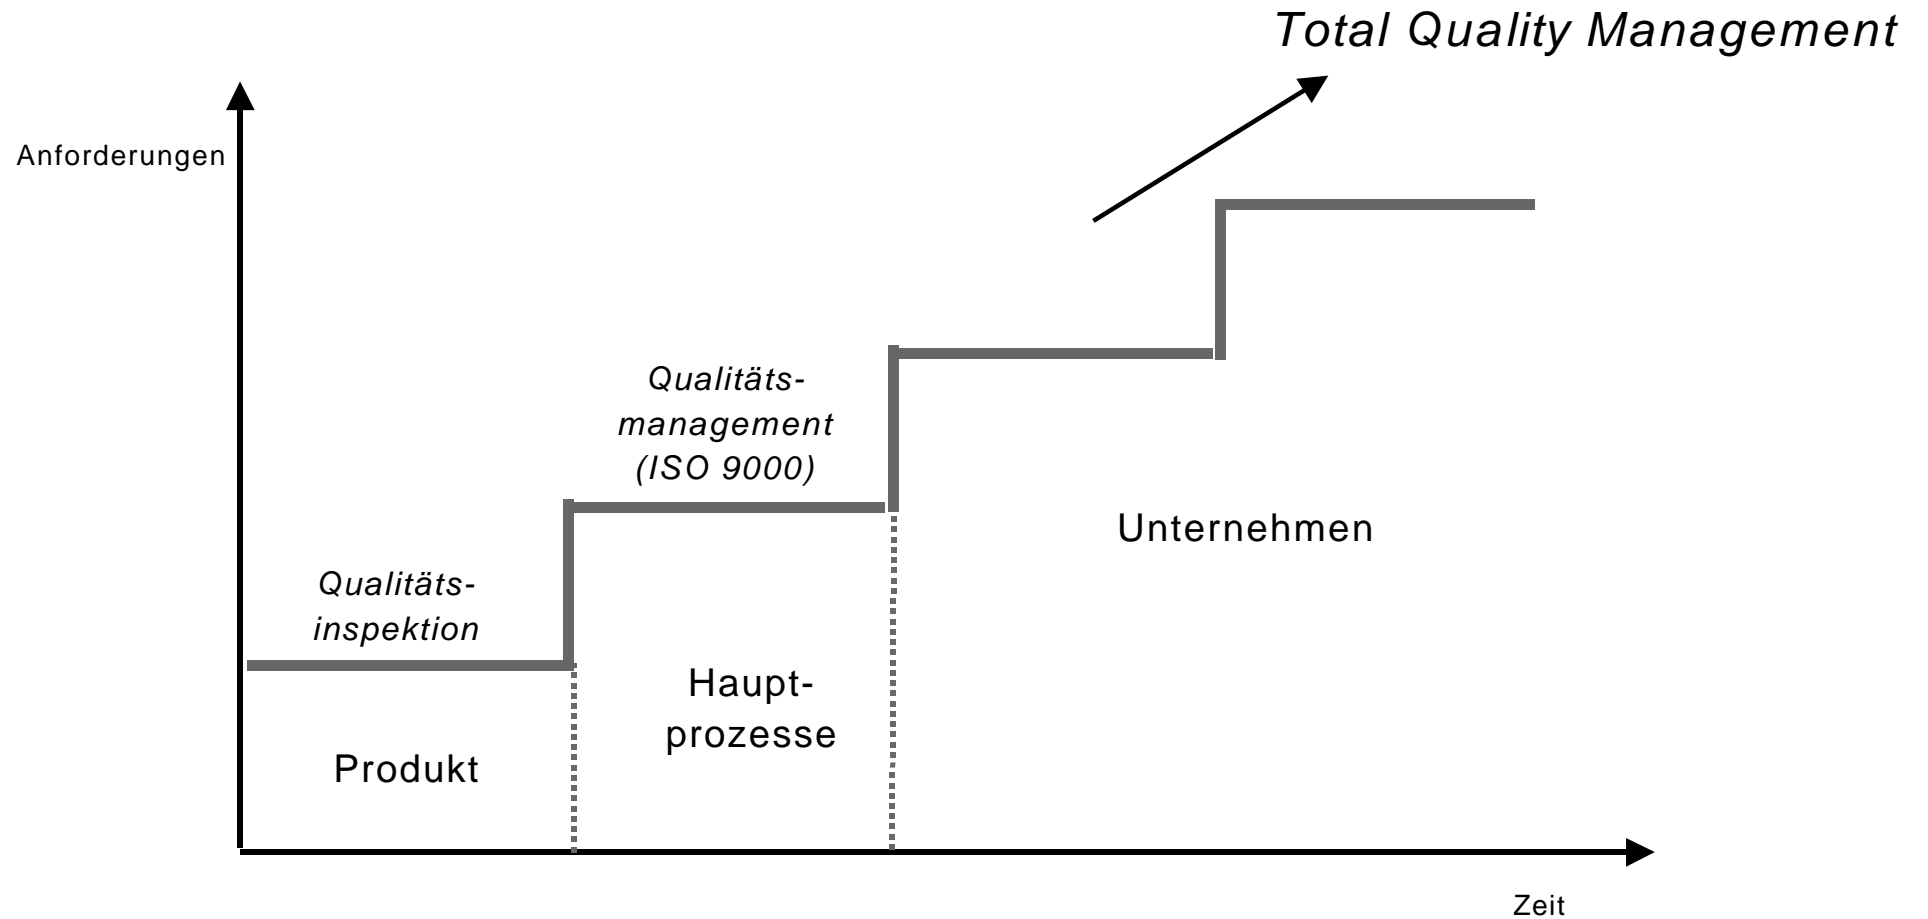 Total Quality Management
Anforderungen
Qualitäts-
management
(ISO 9000)
Unternehmen
Qualitäts-
inspektion
Haupt-
prozesse
Produkt
Zeit